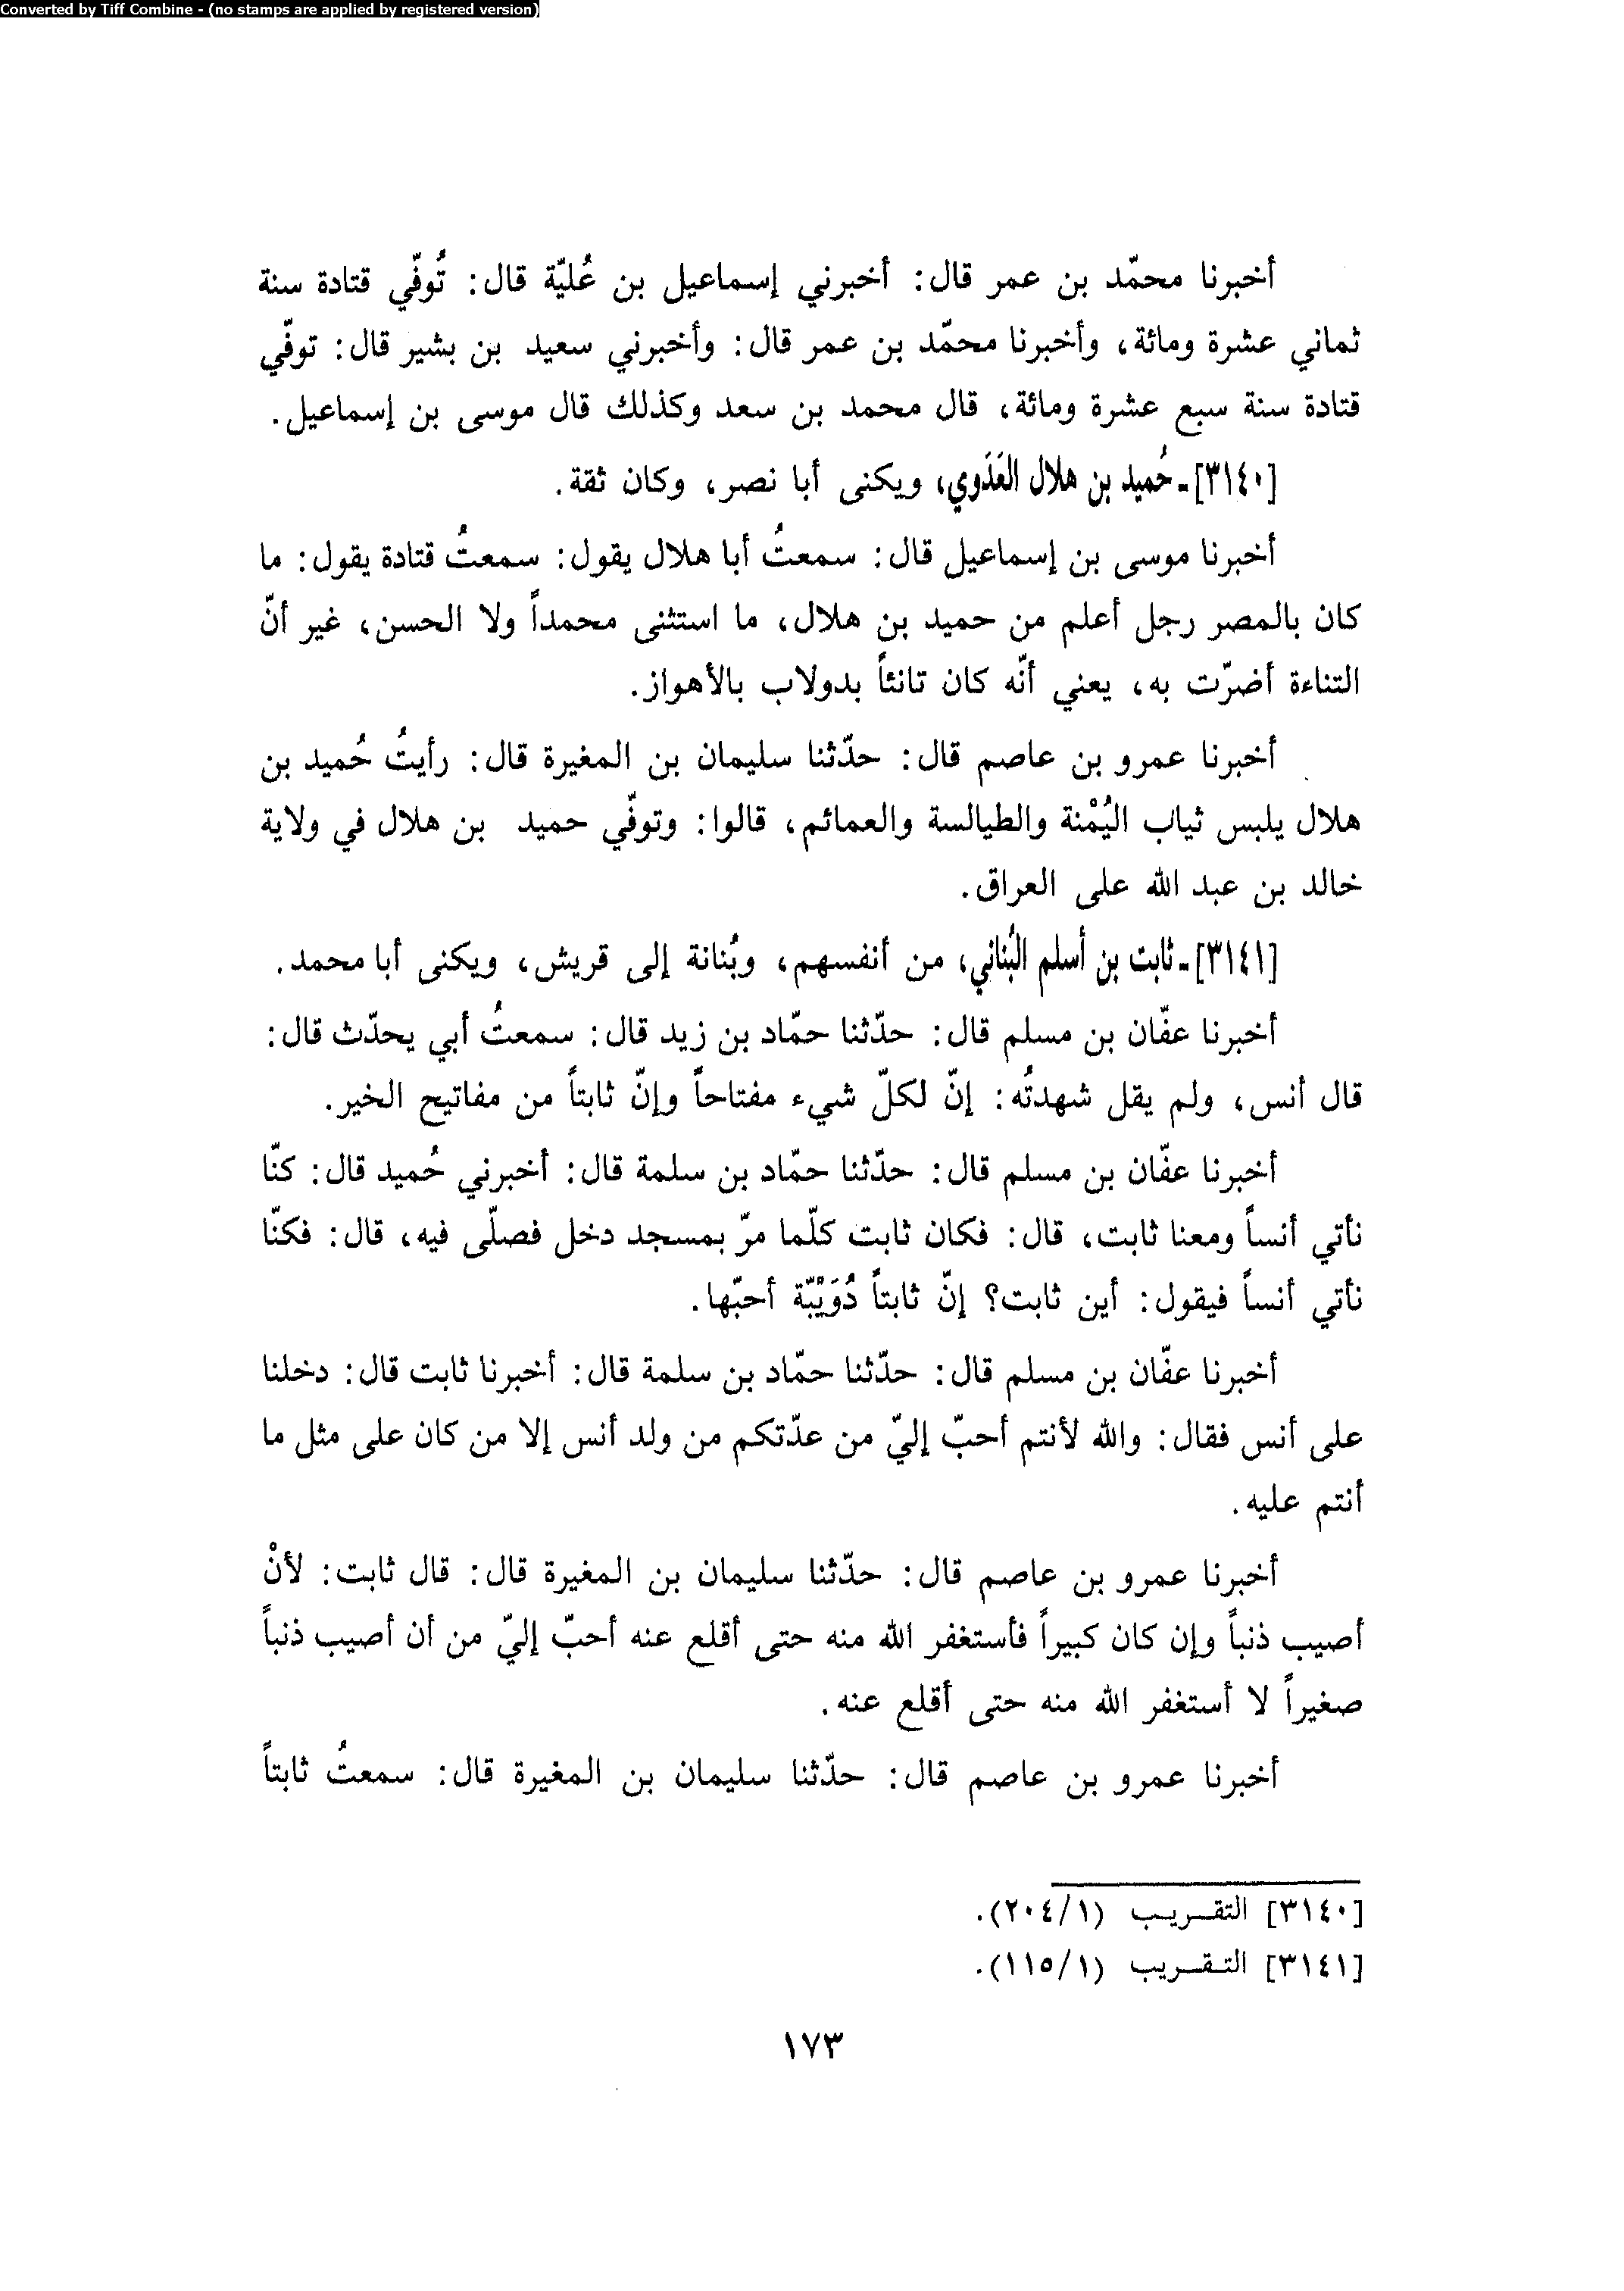 Converted by Tiff Combine - (no stamps are applied by registered version)
أخبرنا محمّد بن عمر قال: أخبرني إسماعيل بن عُليّة قال: تُوفّي قتادة سنة
ثماني عشرة ومائة، وأخبرنا محمّد بن عمر قال: وأخبرني سعيد بن بشير قال: توفّي
قتادة سنة سبع عشرة ومائة، قال محمد بن سعد وكذلك قال موسى بن إسماعيل.
[٣١٤٠] ـ حُميد بن هلال العَدَوي، ويكنى أبا نصر، وكان ثقة.
أخبرنا موسى بن إسماعيل قال: سمعتُ أبا هلال يقول: سمعتُ قتادة يقول: ما
كان بالمصر رجل أعلم من حميد بن هلال، ما استثنى محمداً ولا الحسن، غير أنّ
التناءة أضرّت به، يعني أنّه كان تانئاً بدولاب بالأهواز.
أخبرنا عمرو بن عاصم قال: حدّثنا سليمان بن المغيرة قال: رأيتُ حُميد بن
هلال يلبس ثياب اليُمْنة والطيالسة والعمائم، قالوا: وتوفّي حميد بن هلال في ولاية
خالد بن عبد الله على العراق.
[٣١٤١] ـ ثابت بن أسلم البُناني، من أنفسهم، وبُنانة إلى قريش، ويكنى أبا محمد.
أخبرنا عفّان بن مسلم قال: حدّثنا حمّاد بن زيد قال: سمعتُ أبي يحدّث قال:
قال أنس، ولم يقل شهدتُه: إنّ لكلّ شيء مفتاحاً وإنّ ثابتاً من مفاتيح الخير.
أخبرنا عفّان بن مسلم قال: حدّثنا حمّاد بن سلمة قال: أخبرني حُميد قال: كنّا
نأتي أنساً ومعنا ثابت، قال: فكان ثابت كلّما مرّ بمسجد دخل فصلّى فيه، قال: فكنّا
نأتي أنساً فيقول: أين ثابت؟ إنّ ثابتاً دُوَيْبّة أحبّها.
أخبرنا عفّان بن مسلم قال: حدّثنا حمّاد بن سلمة قال: أخبرنا ثابت قال: دخلنا
على أنس فقال: والله لأنتم أحبّ إليّ من عدّتكم من ولد أنس إلا من كان على مثل ما
أنتم عليه.
أخبرنا عمرو بن عاصم قال: حدّثنا سليمان بن المغيرة قال: قال ثابت: لأنْ
أصيب ذنباً وإن كان كبيراً فأستغفر الله منه حتى أقلع عنه أحبّ إليّ من أن أصيب ذنباً
صغيراً لا أستغفر الله منه حتى أقلع عنه.
أخبرنا عمرو بن عاصم قال: حدّثنا سليمان بن المغيرة قال: سمعتُ ثابتاً
[٣١٤٠] التقريب (٢٠٤/١).
[٣١٤١] التقريب (١١٥/١).
١٧٣